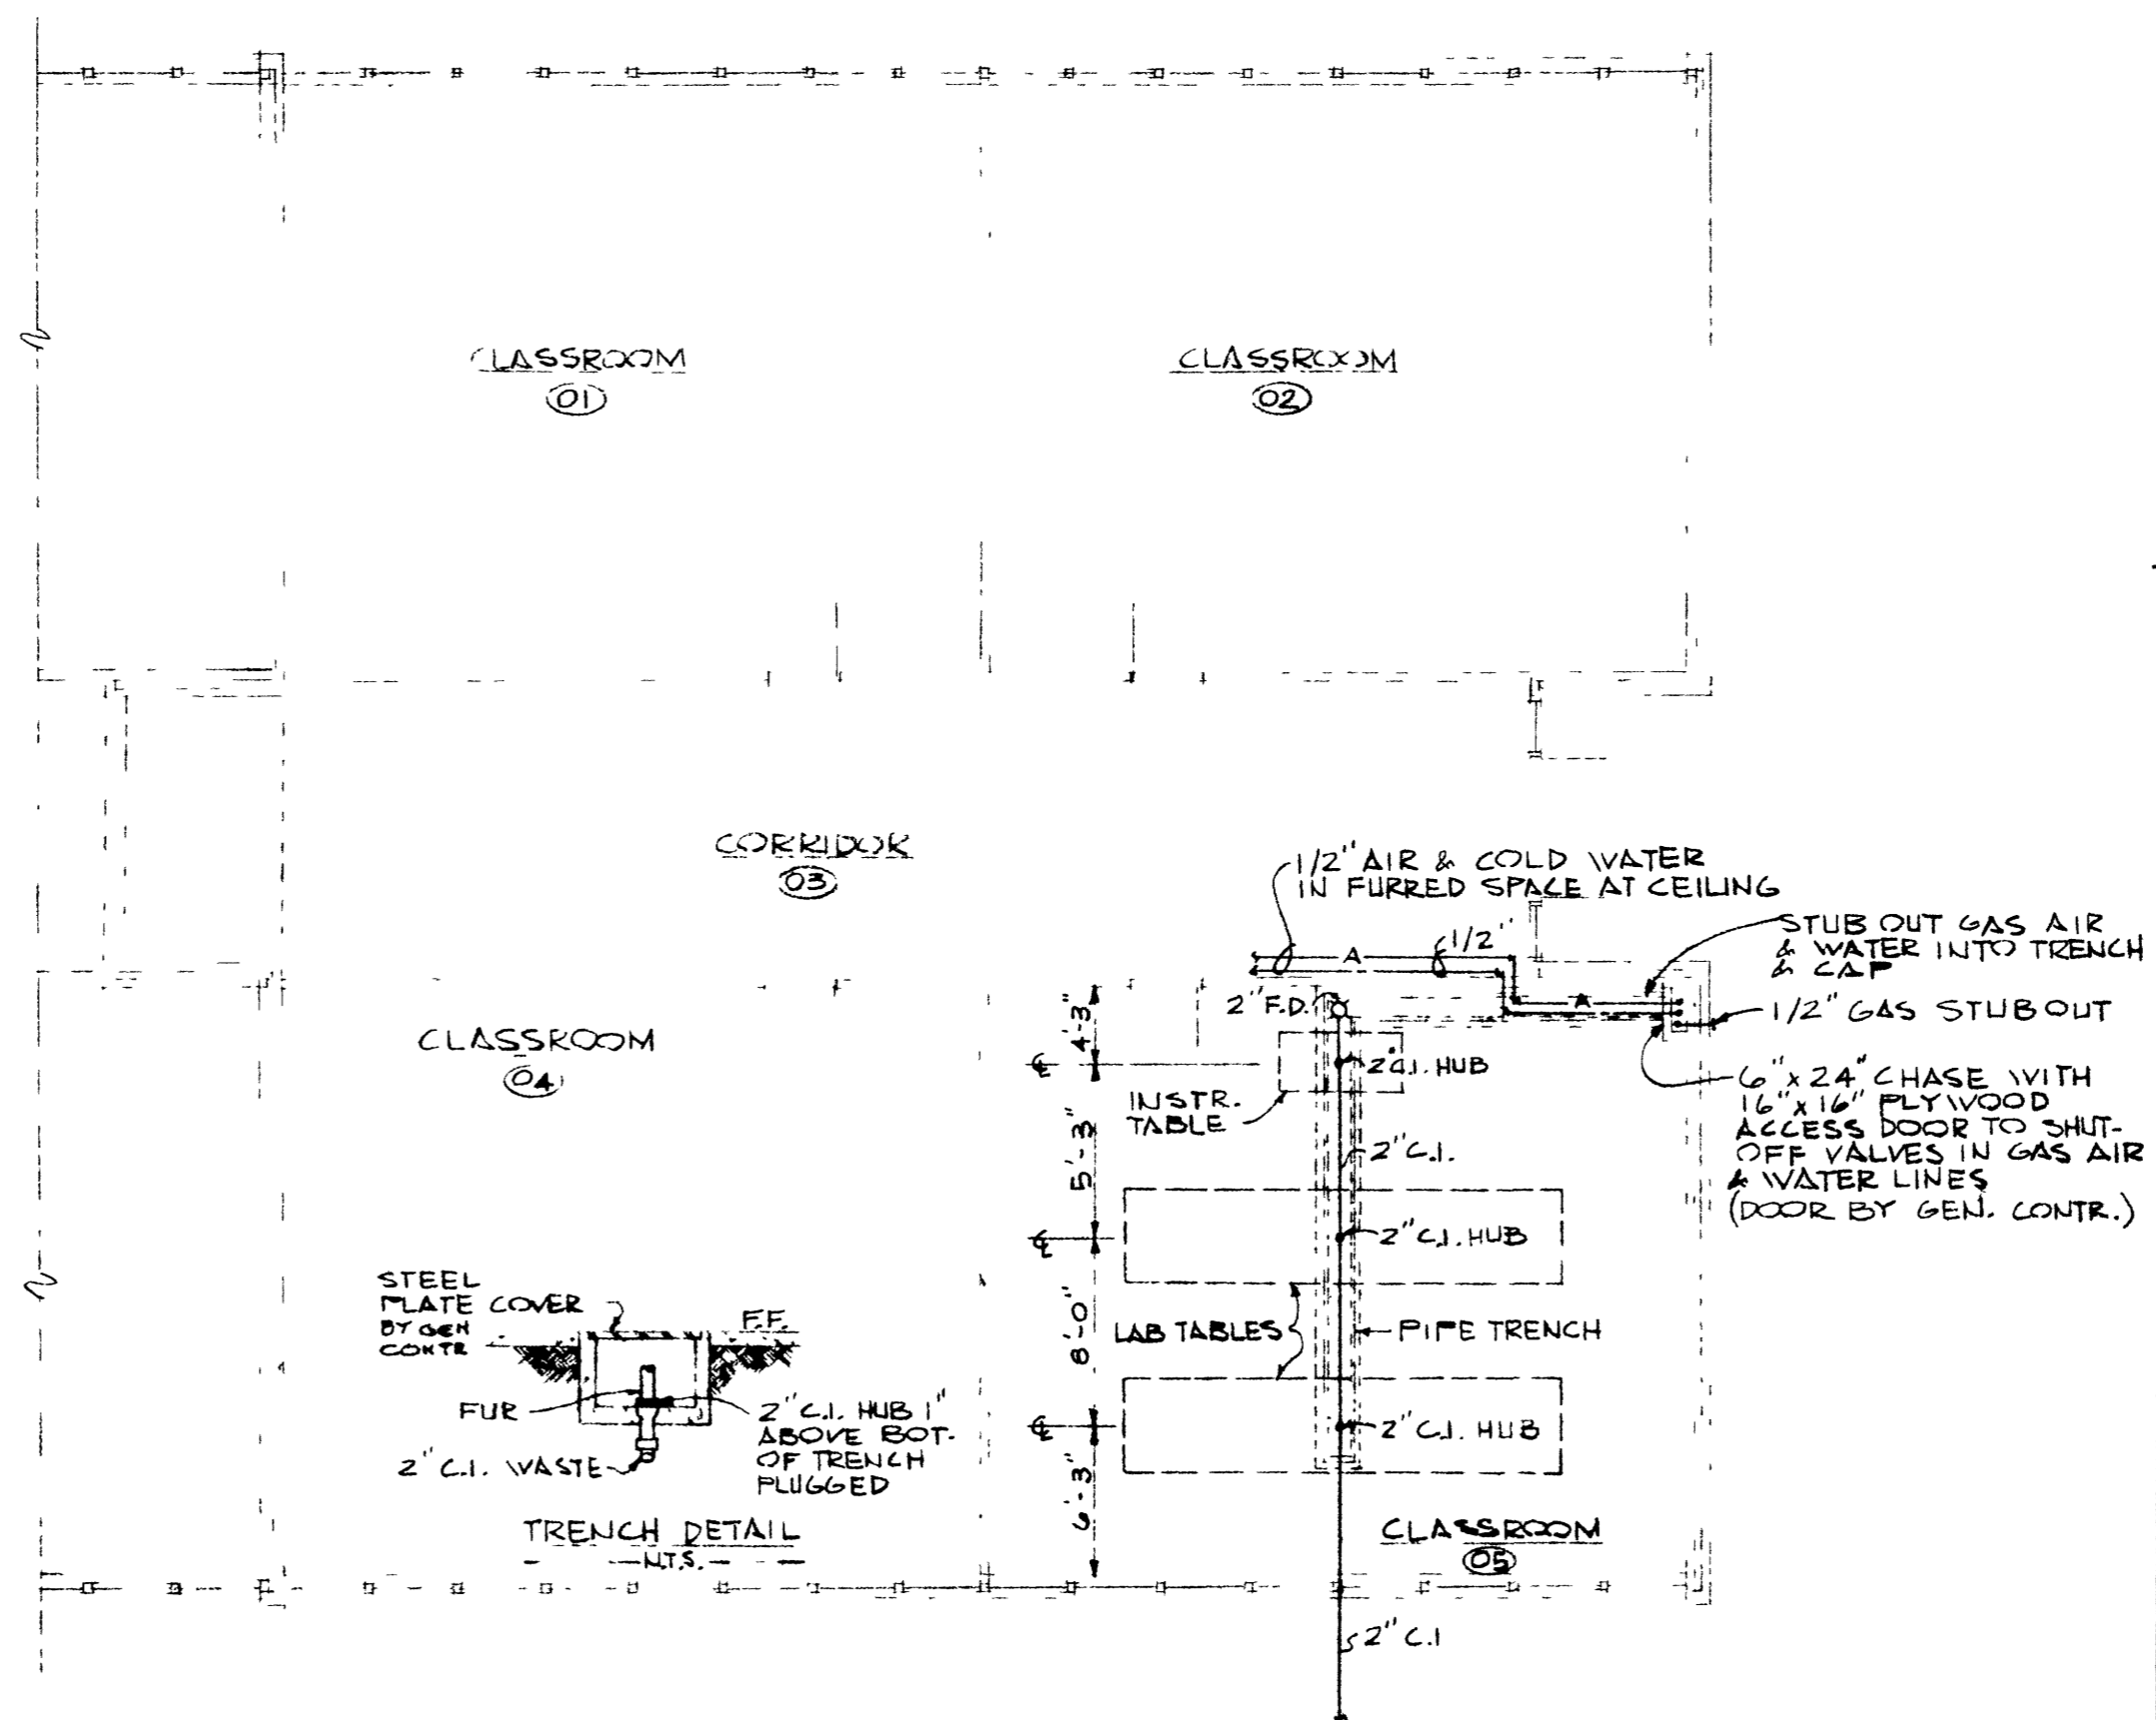 CLASSROOM
01
CLASSROOM
02
CORRIDOR
03
1/2" AIR & COLD WATER
IN FURRED SPACE AT CEILING
A
1/2"
STUB OUT GAS AIR
& WATER INTO TRENCH
& CAP
A
1/2" GAS STUBOUT
2" F.D.
4'-3"
CLASSROOM
04
℄
2" C.I. HUB
INSTR.
TABLE
6" x 24" CHASE WITH
16" x 16" PLYWOOD
ACCESS DOOR TO SHUT-
OFF VALVES IN GAS AIR
& WATER LINES
(DOOR BY GEN. CONTR.)
5'-3"
2" C.I.
℄
2" C.I. HUB
STEEL
PLATE COVER
BY GEN
CONTR
F.F.
LAB TABLES
PIPE TRENCH
8'-0"
FUR
2" C.I. HUB 1"
ABOVE BOT-
OF TRENCH
PLUGGED
2" C.I. WASTE
℄
2" C.I. HUB
6'-3"
TRENCH DETAIL
N.T.S.
CLASSROOM
05
2" C.I